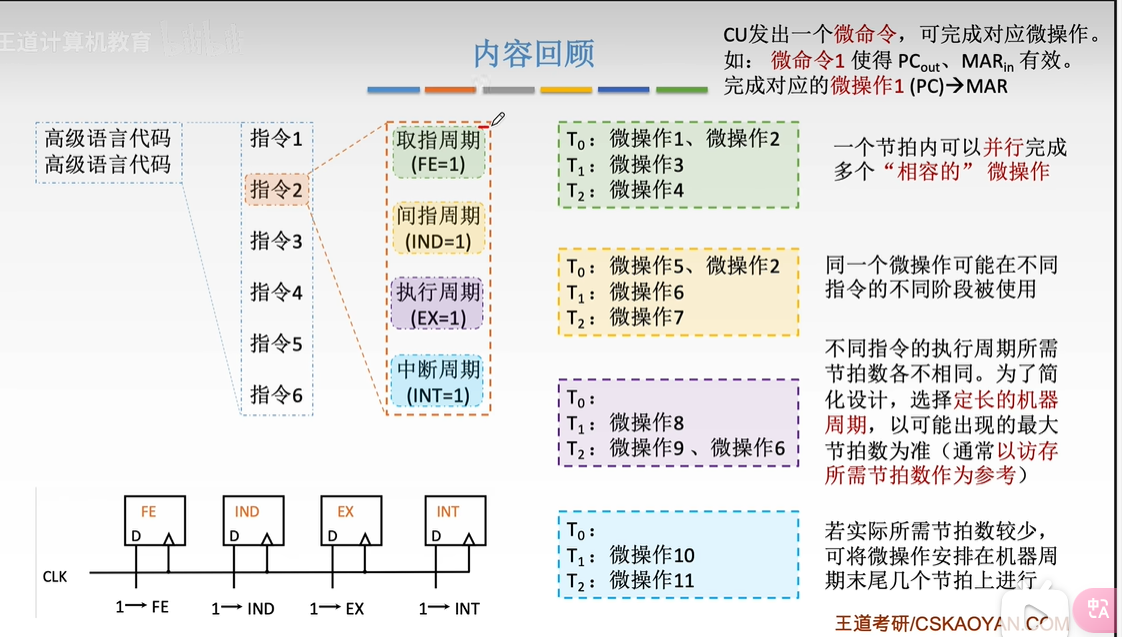 王道计算机教育
内容回顾
CU发出一个微命令，可完成对应微操作。
如： 微命令1 使得 PCout、MARin 有效。
完成对应的微操作1 (PC)→MAR
高级语言代码
高级语言代码
指令1
指令2
指令3
指令4
指令5
指令6
取指周期
(FE=1)
间指周期
(IND=1)
执行周期
(EX=1)
中断周期
(INT=1)
T0：微操作1、微操作2
T1：微操作3
T2：微操作4
一个节拍内可以并行完成
多个“相容的”微操作
T0：微操作5、微操作2
T1：微操作6
T2：微操作7
同一个微操作可能在不同
指令的不同阶段被使用
T0：
T1：微操作8
T2：微操作9 、微操作6
不同指令的执行周期所需
节拍数各不相同。为了简
化设计，选择定长的机器
周期，以可能出现的最大
节拍数为准（通常以访存
所需节拍数作为参考）
T0：
T1：微操作10
T2：微操作11
若实际所需节拍数较少，
可将微操作安排在机器周
期末尾几个节拍上进行
FE
D
IND
D
EX
D
INT
D
CLK
1→ FE
1→ IND
1→ EX
1→ INT
王道考研/CSKAOYAN.COM
中
A